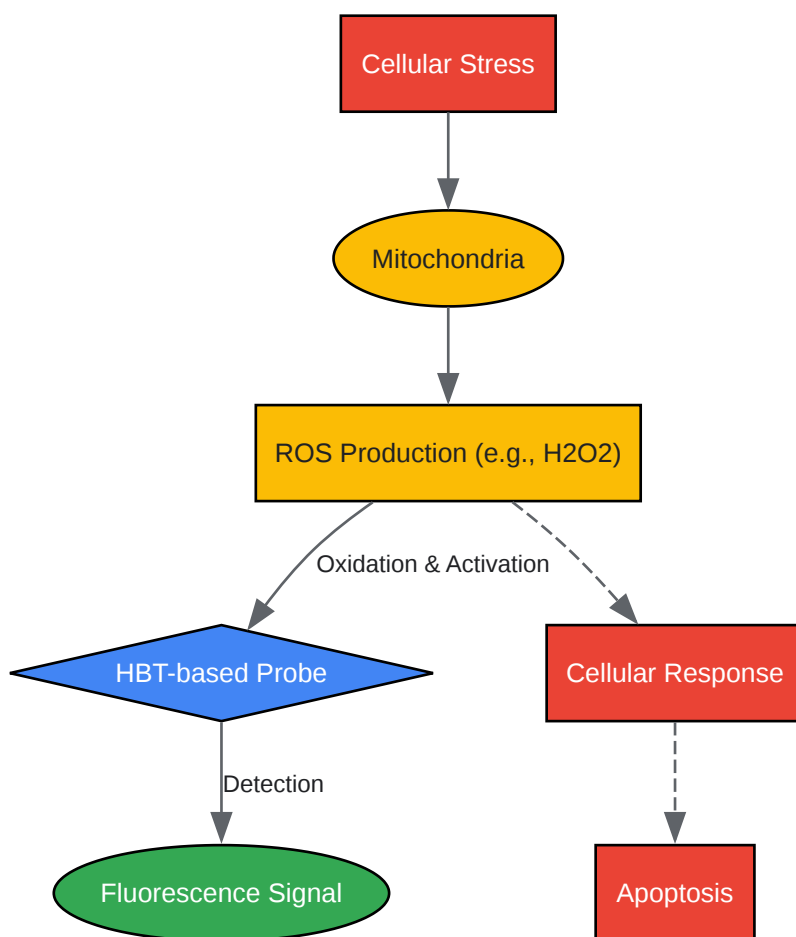 Cellular Stress
Mitochondria
ROS Production (e.g., H2O2)
Oxidation & Activation
HBT-based Probe
Cellular Response
Detection
Fluorescence Signal
Apoptosis